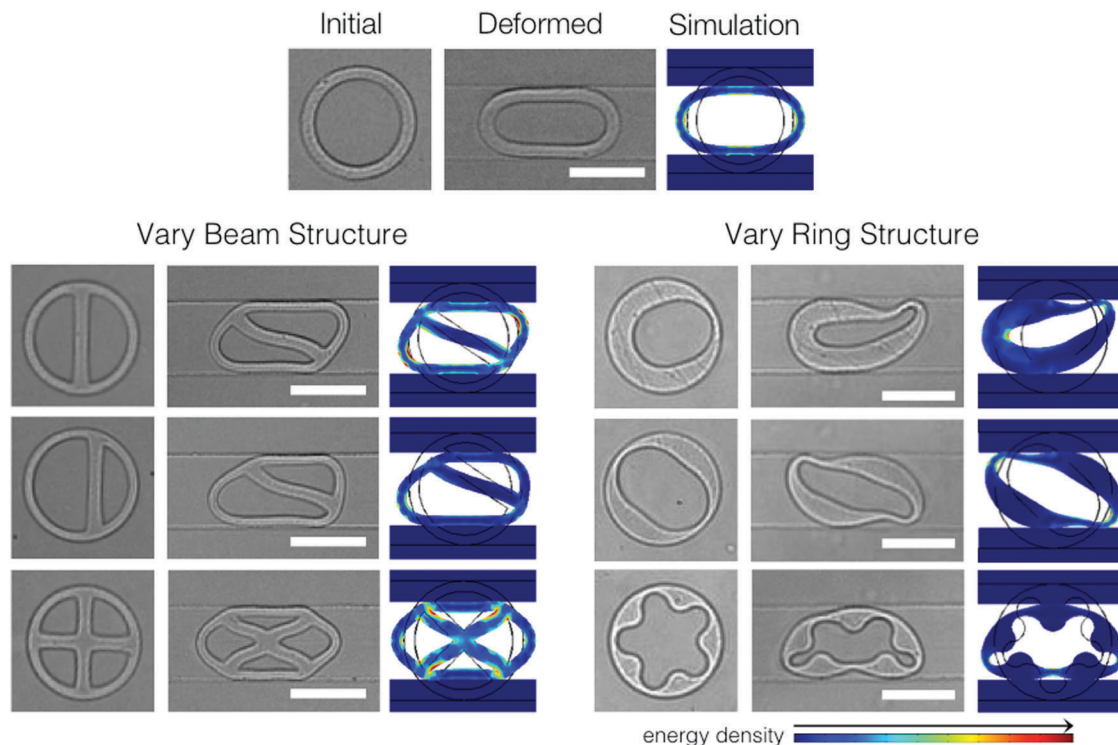 Initial
Deformed
Simulation
Vary Beam Structure
Vary Ring Structure
energy density